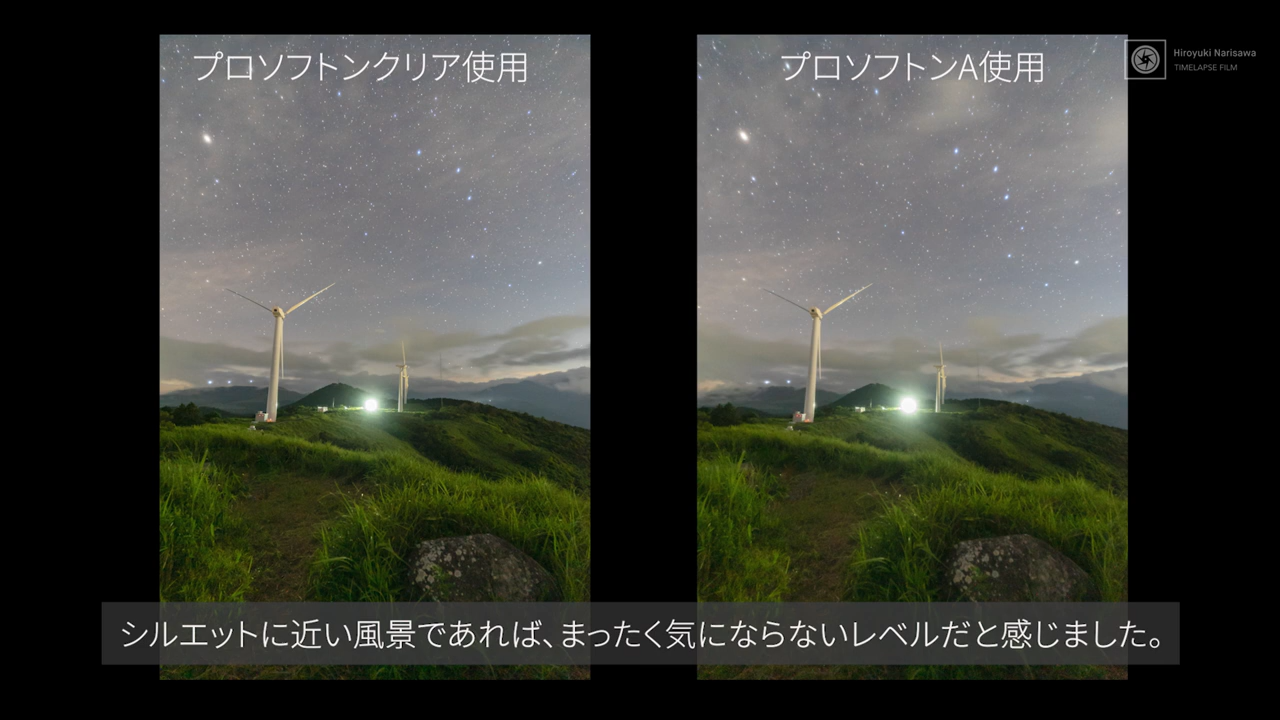 プロソフトンクリア使用
プロソフトンA使用
Hiroyuki Narisawa
TIMELAPSE FILM
シルエットに近い風景であれば、まったく気にならないレベルだと感じました。